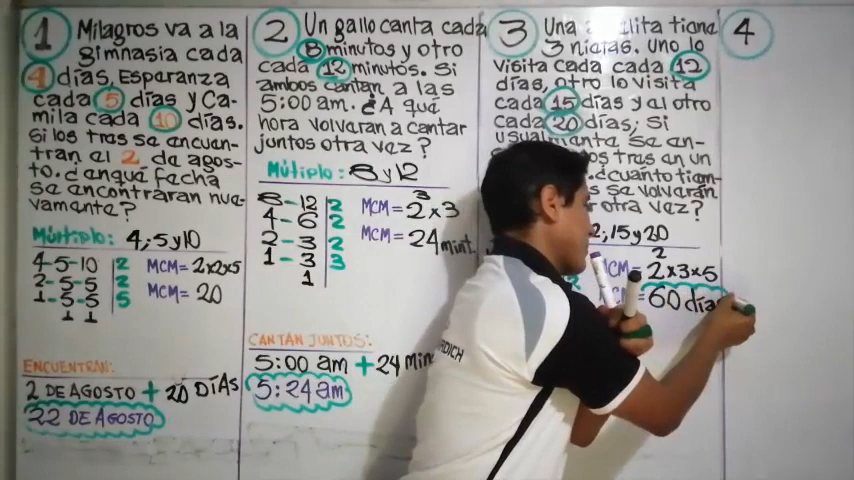 1 Milagros va a la
gimnasia cada
4 días, Esperanza
cada 5 días y Ca-
mila cada 10 días.
Si los tres se encuen-
tran el 2 de agos-
to. ¿en qué fecha
se encontraran nue-
vamente?
Múltiplo: 4; 5 y 10
4-5-10 2 MCM= 2x2x5
2-5-5 2 MCM= 20
1-5-5 5
1 1
ENCUENTRAN:
2 DE AGOSTO + 20 DÍAS
22 DE AGOSTO
2 Un gallo canta cada
8 minutos y otro
cada 12 minutos. Si
ambos cantan a las
5:00 am. ¿A qué
hora volveran a cantar
juntos otra vez?
Múltiplo: 8 y 12
8-12 2 MCM= 2³x3
4-6 2 MCM= 24 mint.
2-3 2
1-3 3
1
CANTAN JUNTOS:
5:00 am + 24 min
5:24 am
3 Una tiene
3 nietas. Uno lo
visita cada cada 12
días, otro lo visita
cada 15 días y al otro
cada 20 días; Si
usualmente se en-
tres en un
¿cuanto tiem-
se volverán
otra vez?
15 y 20
MCM= 2²x3x5
60 días
4